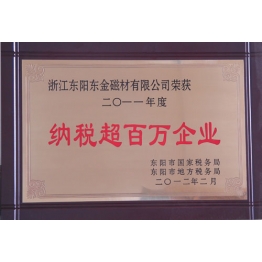 浙江东阳东金磁材有限公司荣获
二〇一一年度
纳税超百万企业
东阳市国家税务局
东阳市地方税务局
二〇一二年二月